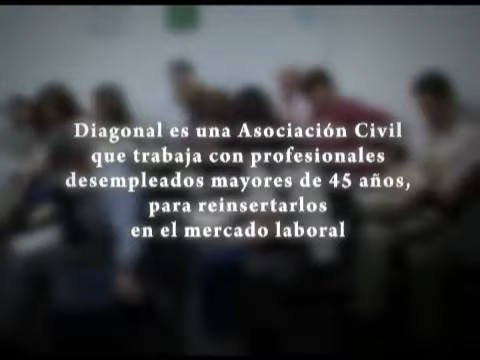 Diagonal es una Asociación Civil
que trabaja con profesionales
desempleados mayores de 45 años,
para reinsertarlos
en el mercado laboral